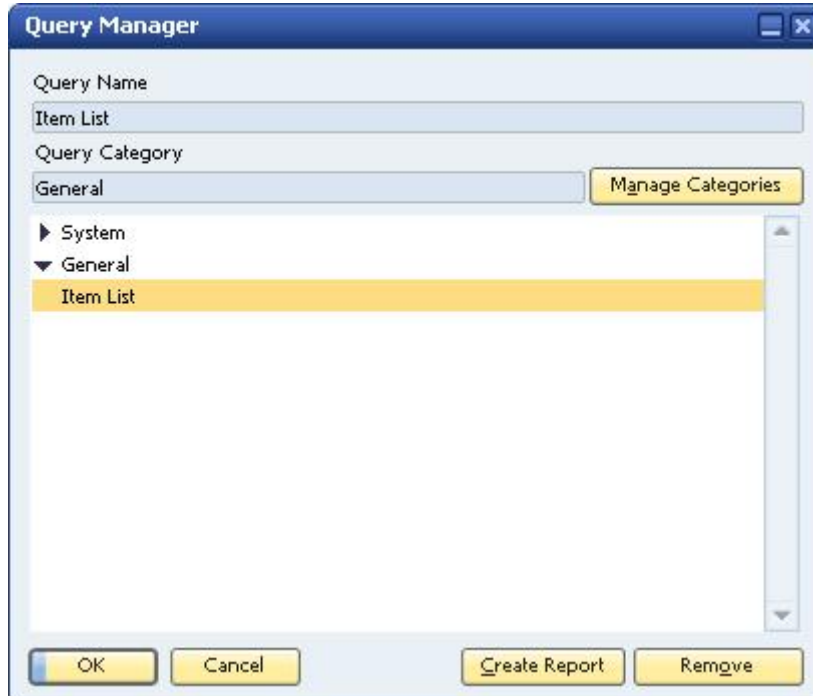 Query Manager
Query Name
Item List
Query Category
General
Manage Categories
System
General
Item List
OK
Cancel
Create Report
Remove